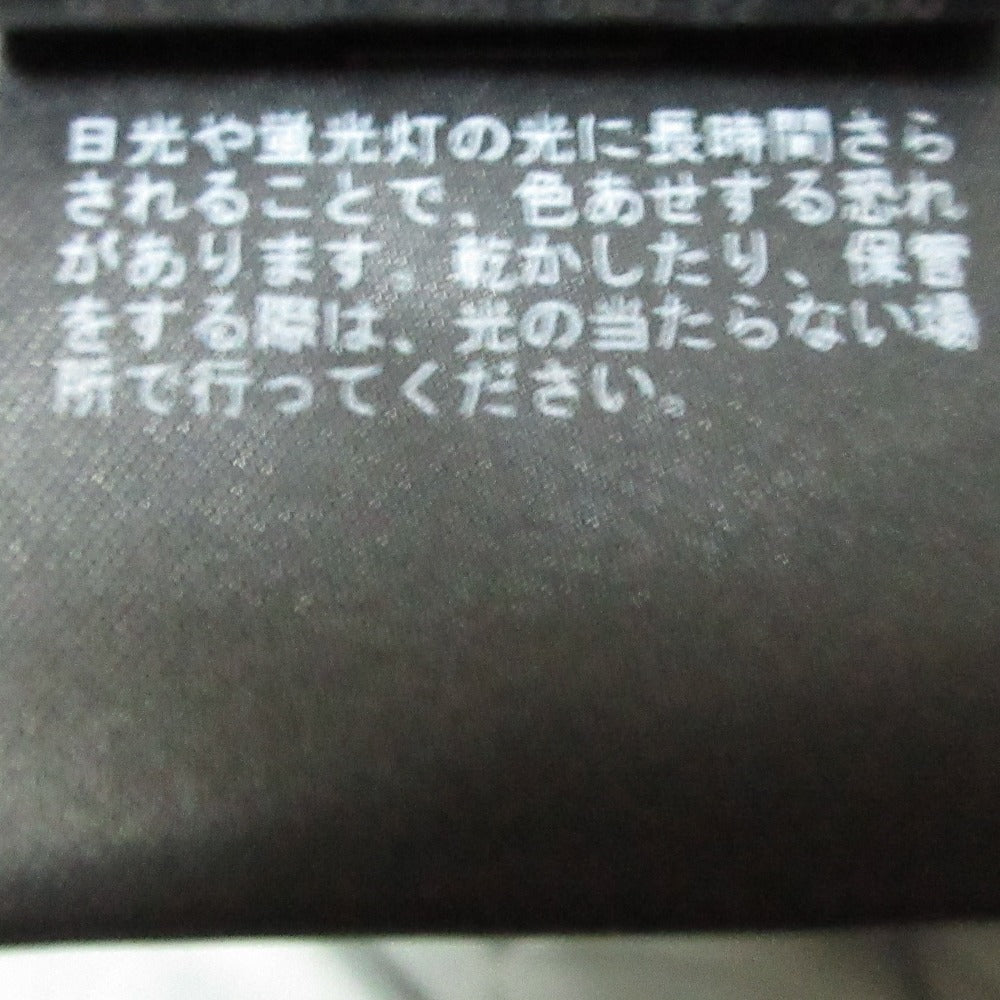 日光や蛍光灯の光に長時間さら
されることで、色あせする恐れ
があります。乾かしたり、保管
をする際は、光の当たらない場
所で行ってください。